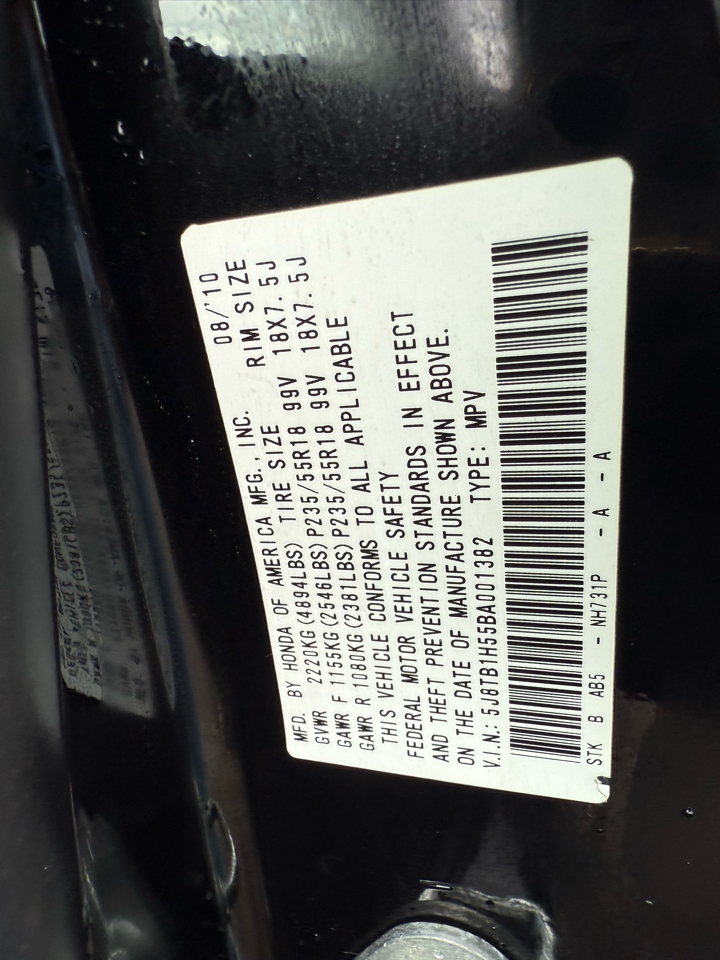 MFD. BY HONDA OF AMERICA MFG., INC. 08/'10
GVWR 2220KG(4894LBS) TIRE SIZE RIM SIZE
GAWR F 1155KG(2546LBS) P235/55R18 99V 18X7.5J
GAWR R 1080KG(2381LBS) P235/55R18 99V 18X7.5J
THIS VEHICLE CONFORMS TO ALL APPLICABLE
FEDERAL MOTOR VEHICLE SAFETY
AND THEFT PREVENTION STANDARDS IN EFFECT
ON THE DATE OF MANUFACTURE SHOWN ABOVE.
V.I.N.: 5J8TB1H55BA001382 TYPE: MPV
STK B AB5 - NH731P - A - A